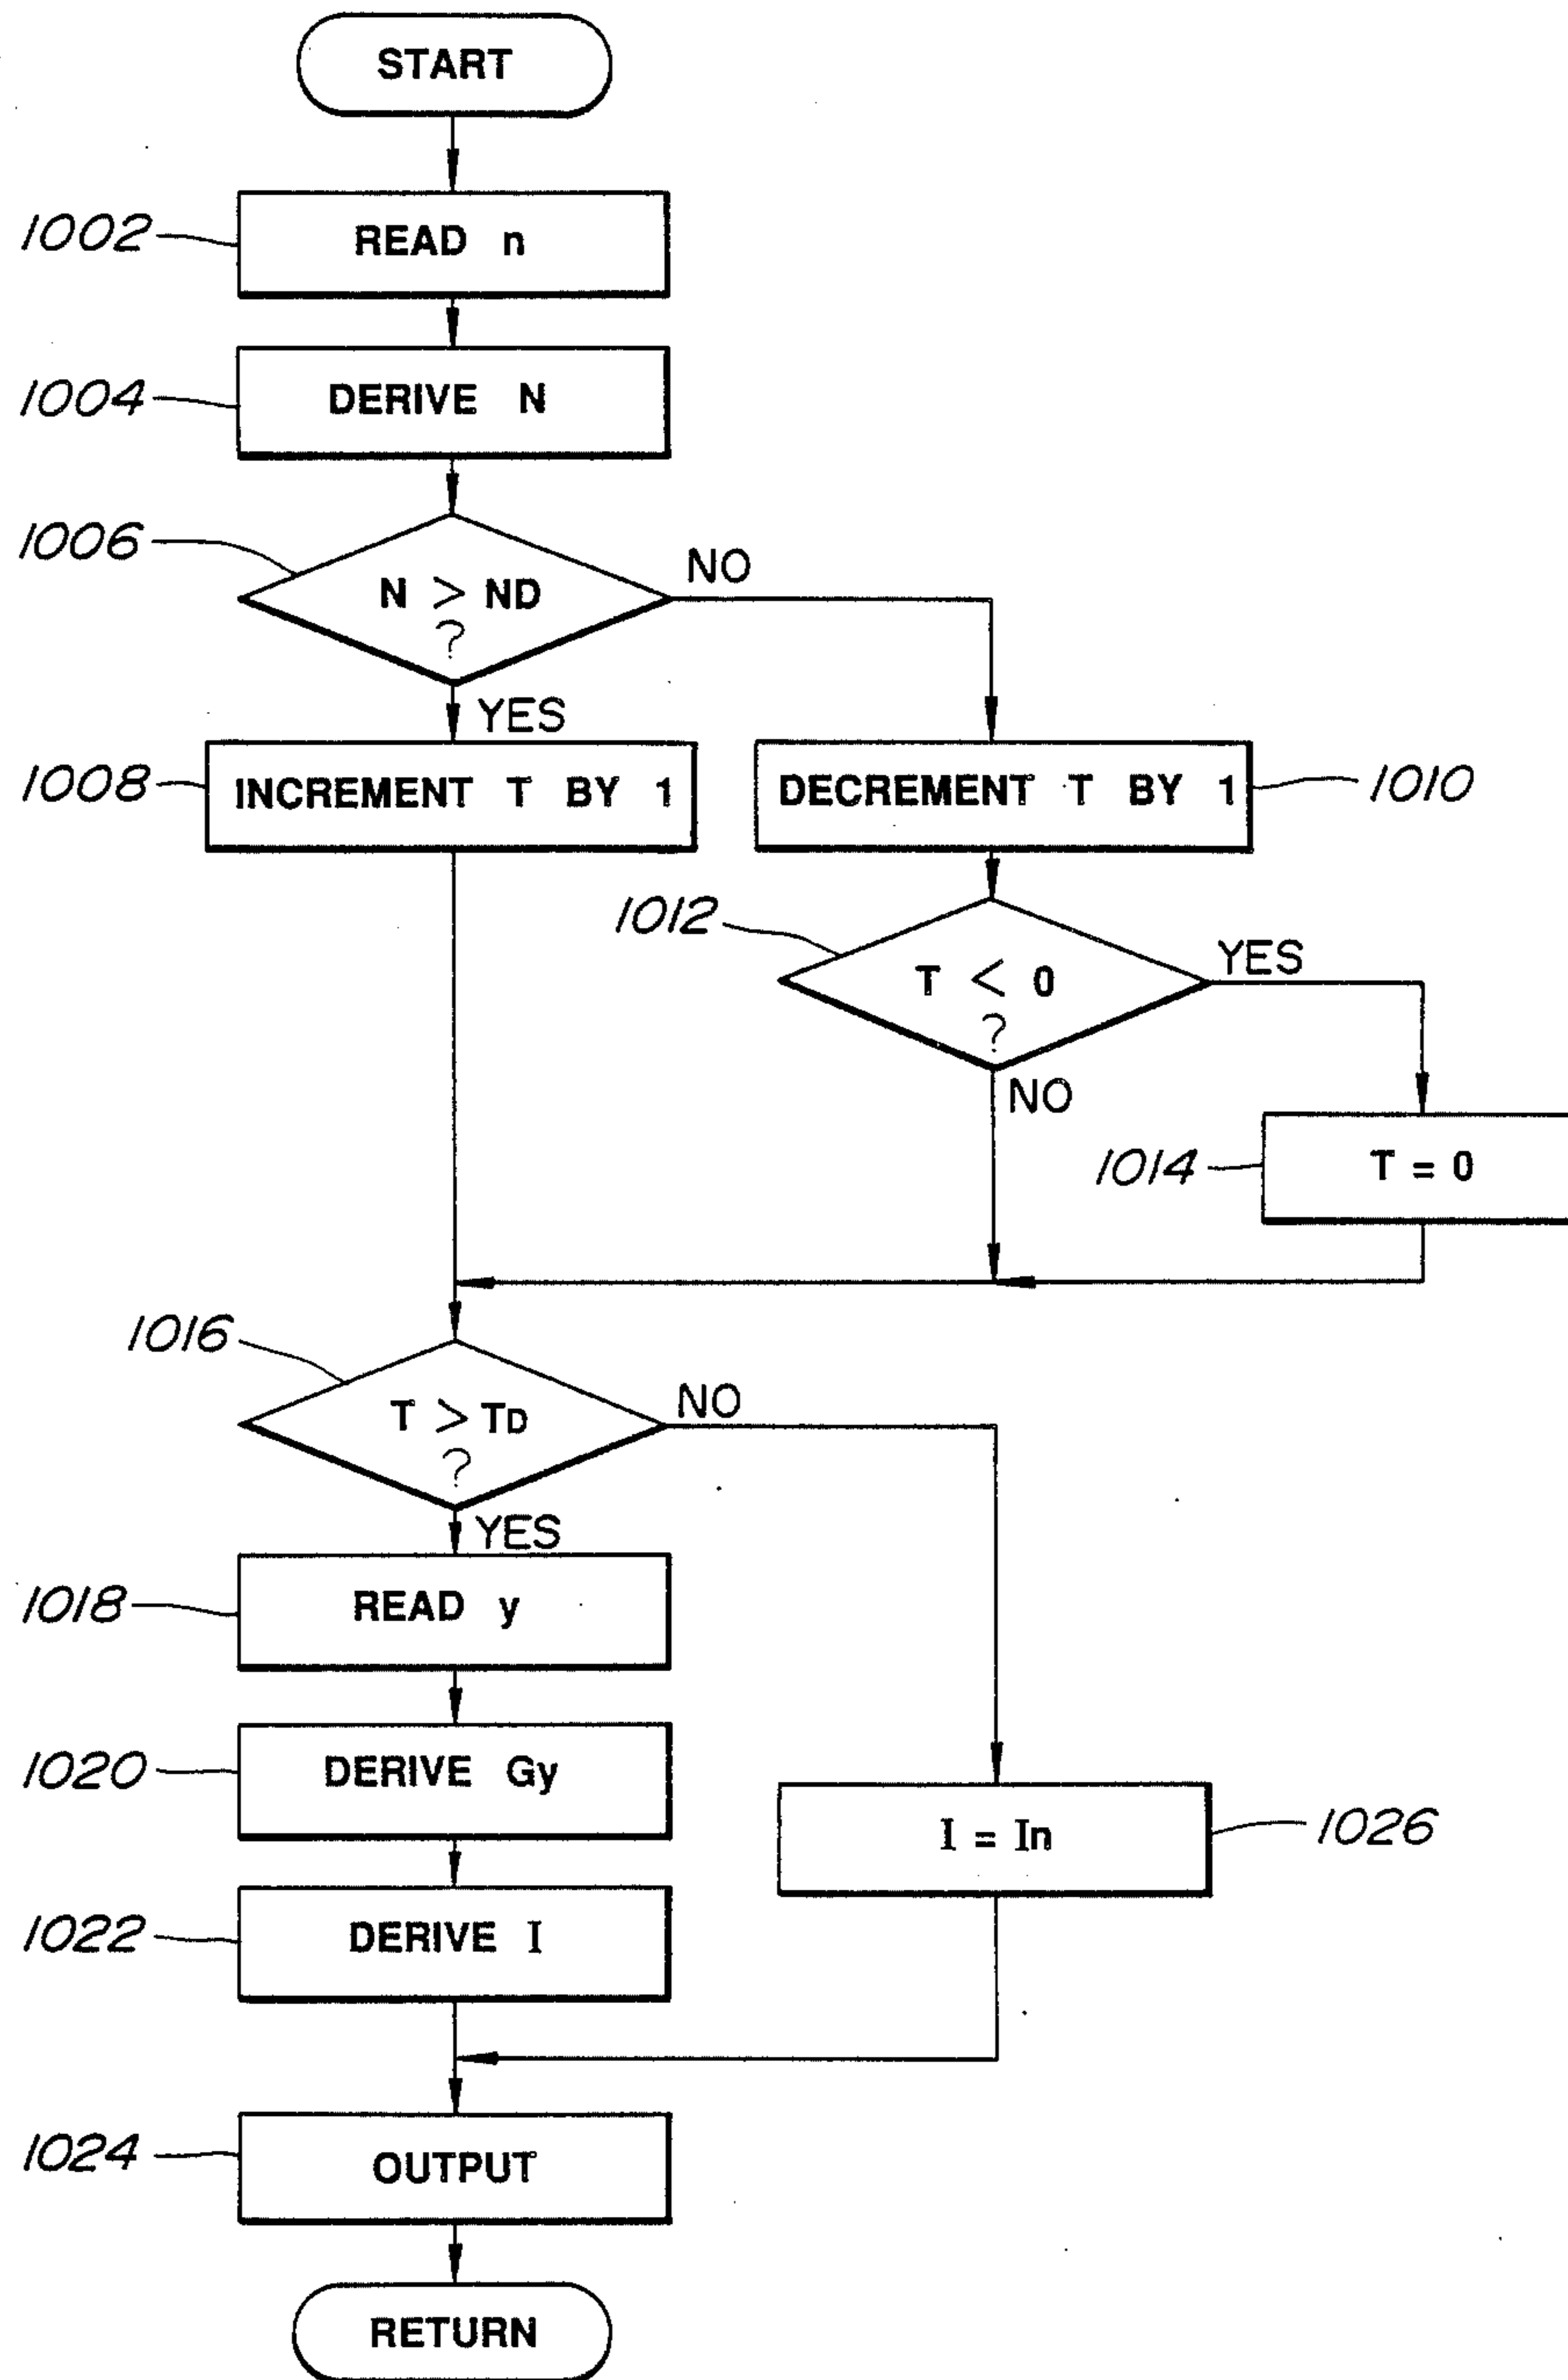 START
1002
READ n
1004
DERIVE N
1006
N > ND
?
NO
YES
1008
INCREMENT T BY 1
DECREMENT T BY 1
1010
1012
T < 0
?
YES
NO
1014
T = 0
1016
T > TD
?
NO
YES
1018
READ y
1020
DERIVE Gy
I = In
1026
1022
DERIVE I
1024
OUTPUT
RETURN